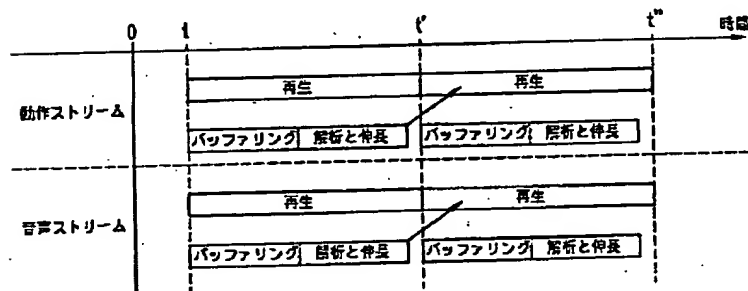 0 t t' t'' 時間
再生 再生
動作ストリーム
バッファリング 解析と伸長 バッファリング 解析と伸長
再生 再生
音声ストリーム
バッファリング 解析と伸長 バッファリング 解析と伸長